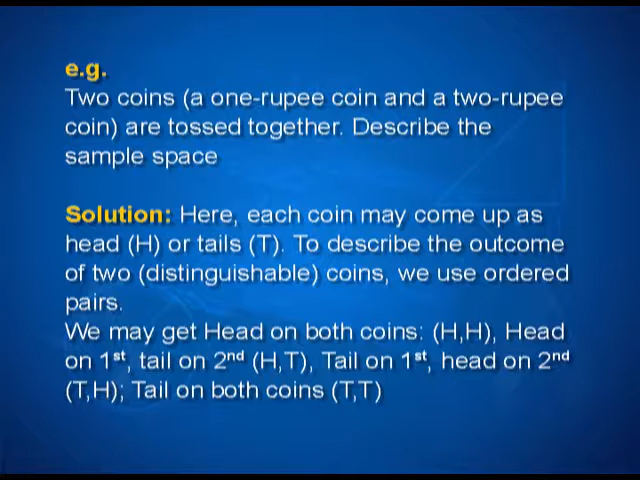 e.g.
Two coins (a one-rupee coin and a two-rupee
coin) are tossed together. Describe the
sample space
Solution: Here, each coin may come up as
head (H) or tails (T). To describe the outcome
of two (distinguishable) coins, we use ordered
pairs.
We may get Head on both coins: (H,H), Head
on 1st, tail on 2nd (H,T), Tail on 1st, head on 2nd
(T,H); Tail on both coins (T,T)